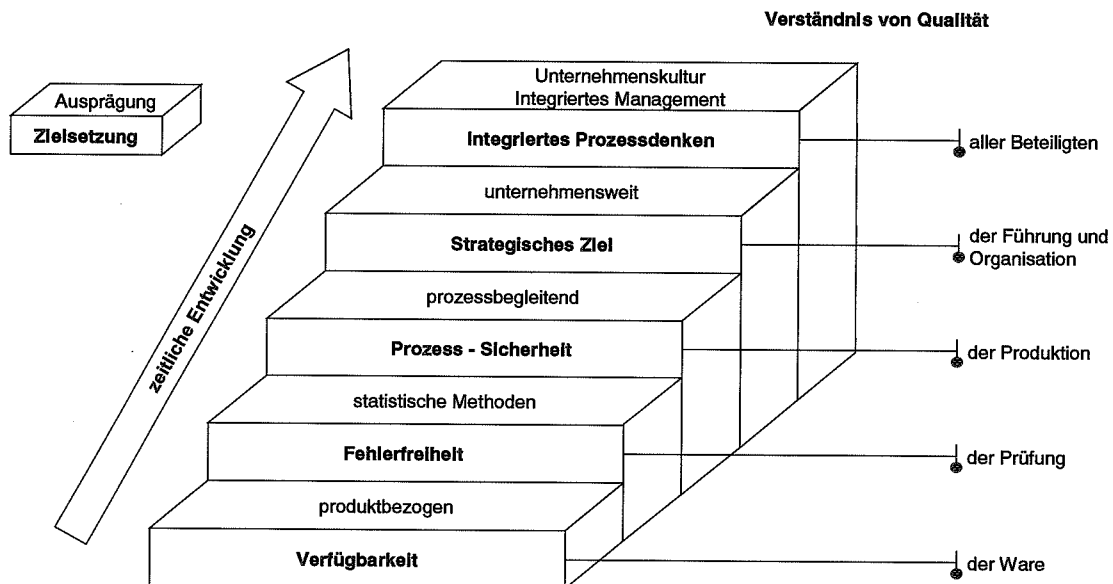 Verständnis von Qualität
Ausprägung
Zielsetzung
zeitliche Entwicklung
Unternehmenskultur
Integriertes Management
Integriertes Prozessdenken
aller Beteiligten
unternehmensweit
Strategisches Ziel
der Führung und
Organisation
prozessbegleitend
Prozess - Sicherheit
der Produktion
statistische Methoden
Fehlerfreiheit
der Prüfung
produktbezogen
Verfügbarkeit
der Ware